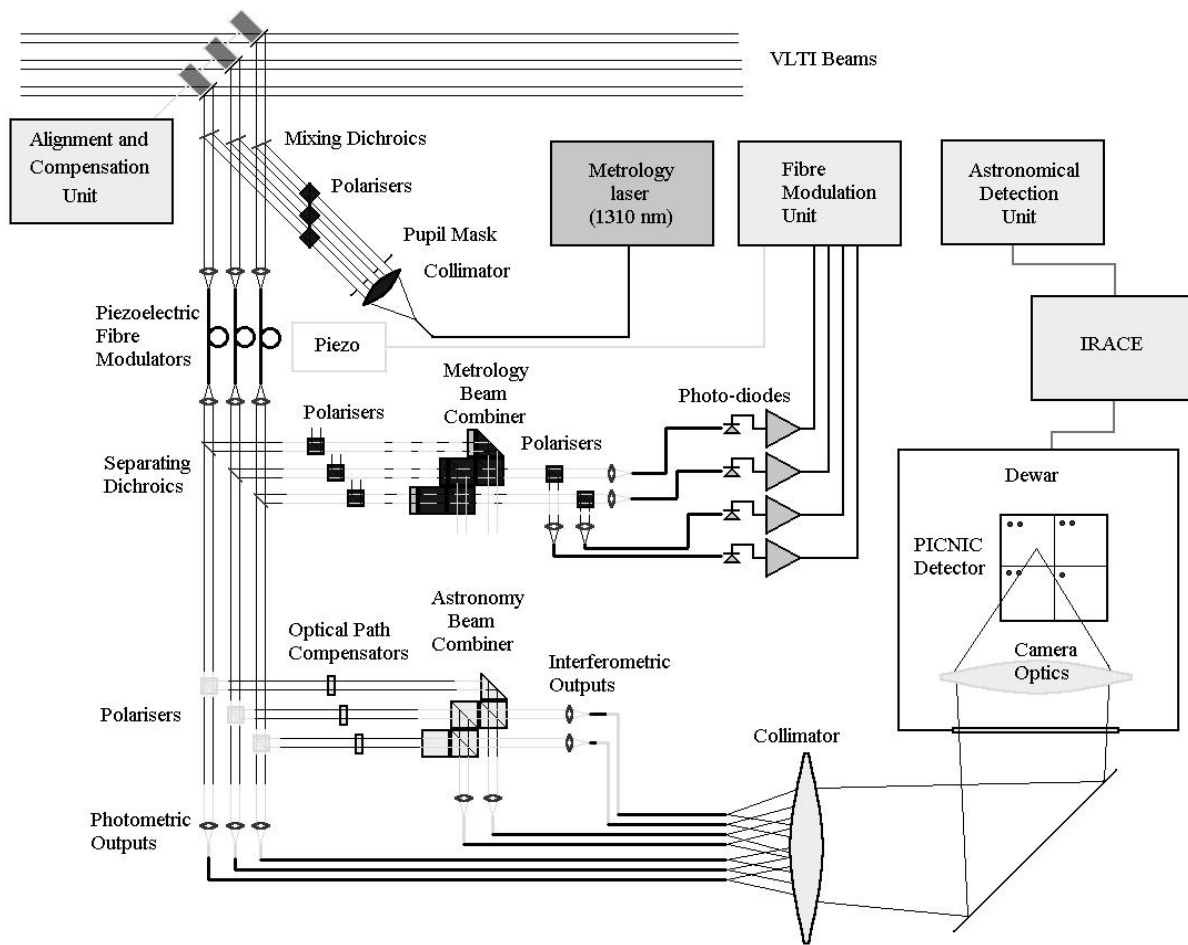 VLTI Beams
Alignment and
Compensation
Unit
Mixing Dichroics
Polarisers
Pupil Mask
Collimator
Metrology
laser
(1310 nm)
Fibre
Modulation
Unit
Astronomical
Detection
Unit
Piezoelectric
Fibre
Modulators
Piezo
IRACE
Metrology
Beam
Combiner
Polarisers
Polarisers
Photo-diodes
Separating
Dichroics
Dewar
PICNIC
Detector
Camera
Optics
Astronomy
Beam
Combiner
Optical Path
Compensators
Interferometric
Outputs
Polarisers
Collimator
Photometric
Outputs